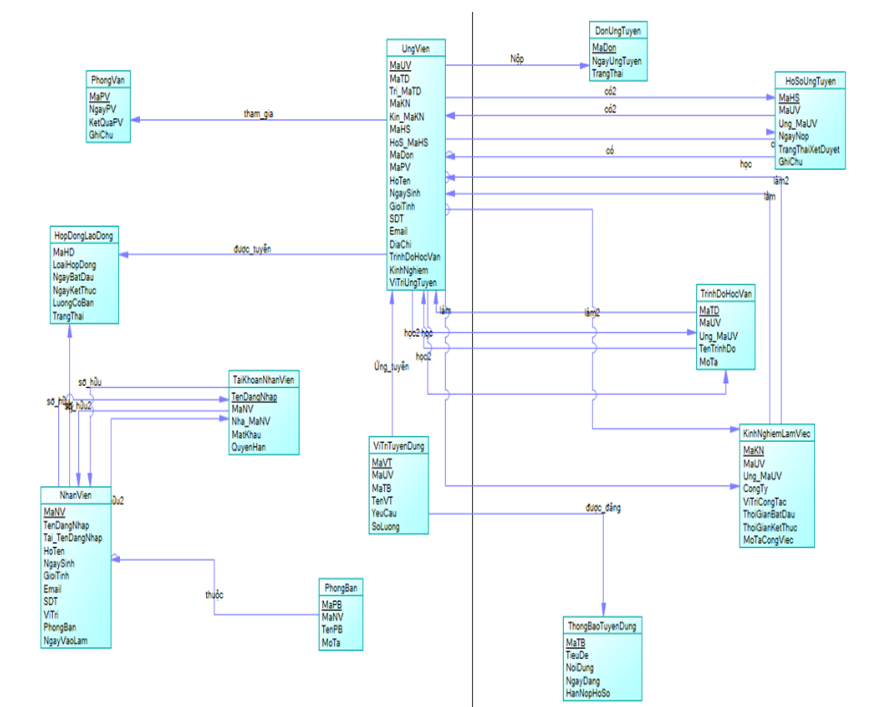 UngVien
MaUV
MaTD
Tri_MaTD
MaKN
Kin_MaKN
MaHS
HoS_MaHS
MaDon
MaPV
HoTen
NgaySinh
GioiTinh
SDT
Email
DiaChi
TrinhDoHocVan
KinhNghiem
ViTriUngTuyen
DonUngTuyen
MaDon
NgayUngTuyen
TrangThai
Nộp
PhongVan
MaPV
NgayPV
KetQuaPV
GhiChu
tham_gia
HoSoUngTuyen
MaHS
MaUV
Ung_MaUV
NgayNop
TrangThaiXetDuyet
GhiChu
có2
có2
có
học
làm2
làm
HopDongLaoDong
MaHD
LoaiHopDong
NgayBatDau
NgayKetThuc
LuongCoBan
TrangThai
được_tuyển
TrinhDoHocVan
MaTD
MaUV
Ung_MaUV
TenTrinhDo
MoTa
làm
làm2
học2
học
học2
Ứng_tuyển
TaiKhoanNhanVien
TenDangNhap
MaNV
Nha_MaNV
MatKhau
QuyenHan
sở_hữu
sở_hữu
sở_hữu2
ViTriTuyenDung
MaVT
MaUV
MaTB
TenVT
YeuCau
SoLuong
KinhNghiemLamViec
MaKN
MaUV
Ung_MaUV
CongTy
ViTriCongTac
ThoiGianBatDau
ThoiGianKetThuc
MoTaCongViec
được_đăng
NhanVien
MaNV
TenDangNhap
Tai_TenDangNhap
HoTen
NgaySinh
GioiTinh
Email
SDT
ViTri
PhongBan
NgayVaoLam
ữu2
thuộc
PhongBan
MaPB
MaNV
TenPB
MoTa
ThongBaoTuyenDung
MaTB
TieuDe
NoiDung
NgayDang
HanNopHoSo